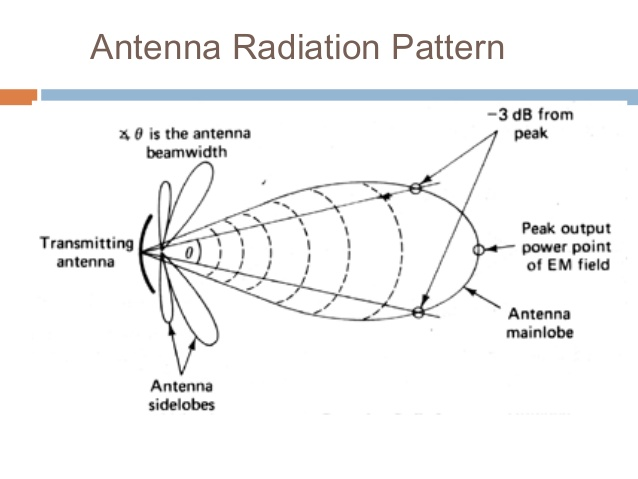 Antenna Radiation Pattern
−3 dB from
peak
∡ θ is the antenna
beamwidth
Transmitting
antenna
θ
Peak output
power point
of EM field
Antenna
mainlobe
Antenna
sidelobes